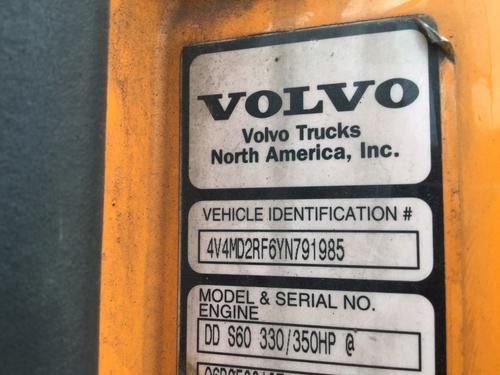 VOLVO
Volvo Trucks
North America, Inc.
VEHICLE IDENTIFICATION #
4V4MD2RF6YN791985
MODEL & SERIAL NO.
ENGINE
DD S60 330/350HP @